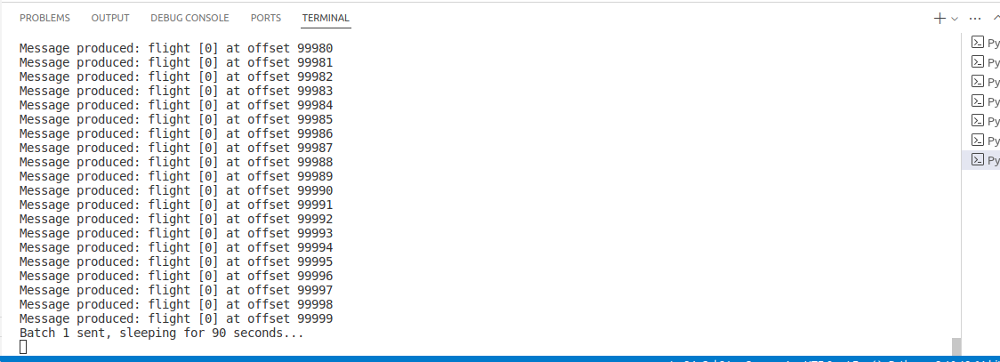 PROBLEMS OUTPUT DEBUG CONSOLE PORTS TERMINAL
Message produced: flight [0] at offset 99980
Message produced: flight [0] at offset 99981
Message produced: flight [0] at offset 99982
Message produced: flight [0] at offset 99983
Message produced: flight [0] at offset 99984
Message produced: flight [0] at offset 99985
Message produced: flight [0] at offset 99986
Message produced: flight [0] at offset 99987
Message produced: flight [0] at offset 99988
Message produced: flight [0] at offset 99989
Message produced: flight [0] at offset 99990
Message produced: flight [0] at offset 99991
Message produced: flight [0] at offset 99992
Message produced: flight [0] at offset 99993
Message produced: flight [0] at offset 99994
Message produced: flight [0] at offset 99995
Message produced: flight [0] at offset 99996
Message produced: flight [0] at offset 99997
Message produced: flight [0] at offset 99998
Message produced: flight [0] at offset 99999
Batch 1 sent, sleeping for 90 seconds...
Py
Py
Py
Py
Py
Py
Py